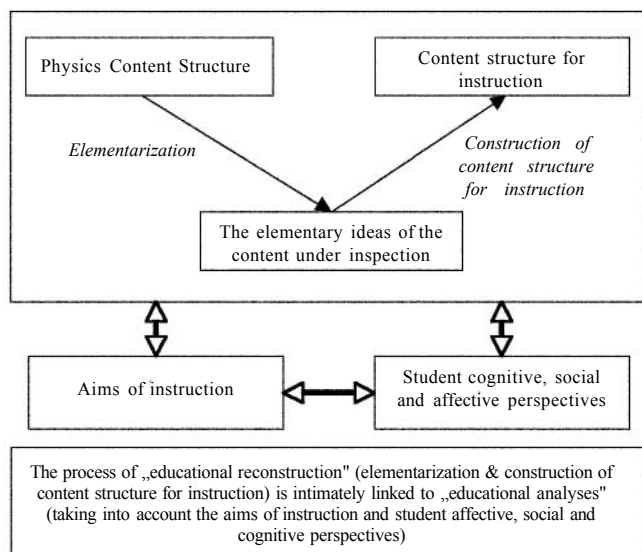 Physics Content Structure
Content structure for
instruction
Elementarization
Construction of
content structure
for instruction
The elementary ideas of the
content under inspection
Aims of instruction
Student cognitive, social
and affective perspectives
The process of „educational reconstruction" (elementarization & construction of
content structure for instruction) is intimately linked to „educational analyses"
(taking into account the aims of instruction and student affective, social and
cognitive perspectives)